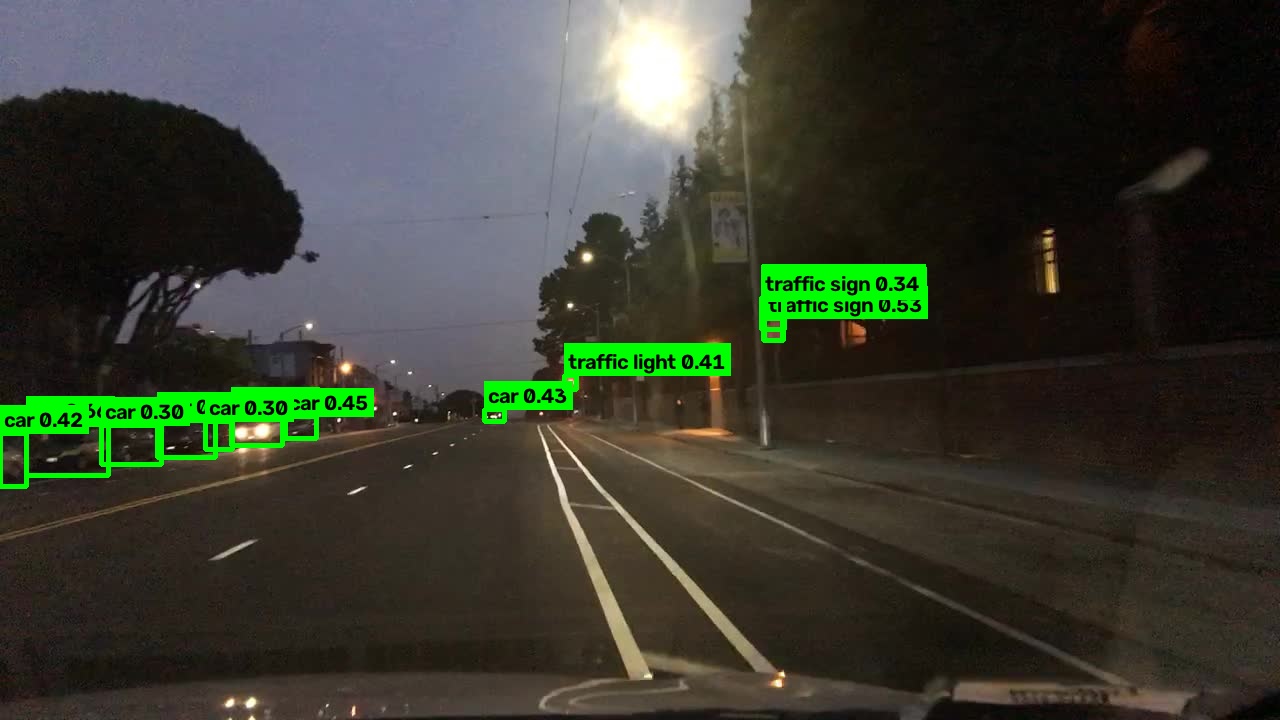 traffic sign 0.34
traffic sign 0.53
traffic light 0.41
car 0.43
car 0.45
car 0.30
car 0.30
car 0.42